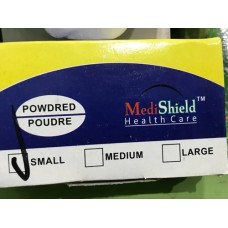 POWDRED
POUDRE
MediShield™
Health Care
SMALL
MEDIUM
LARGE